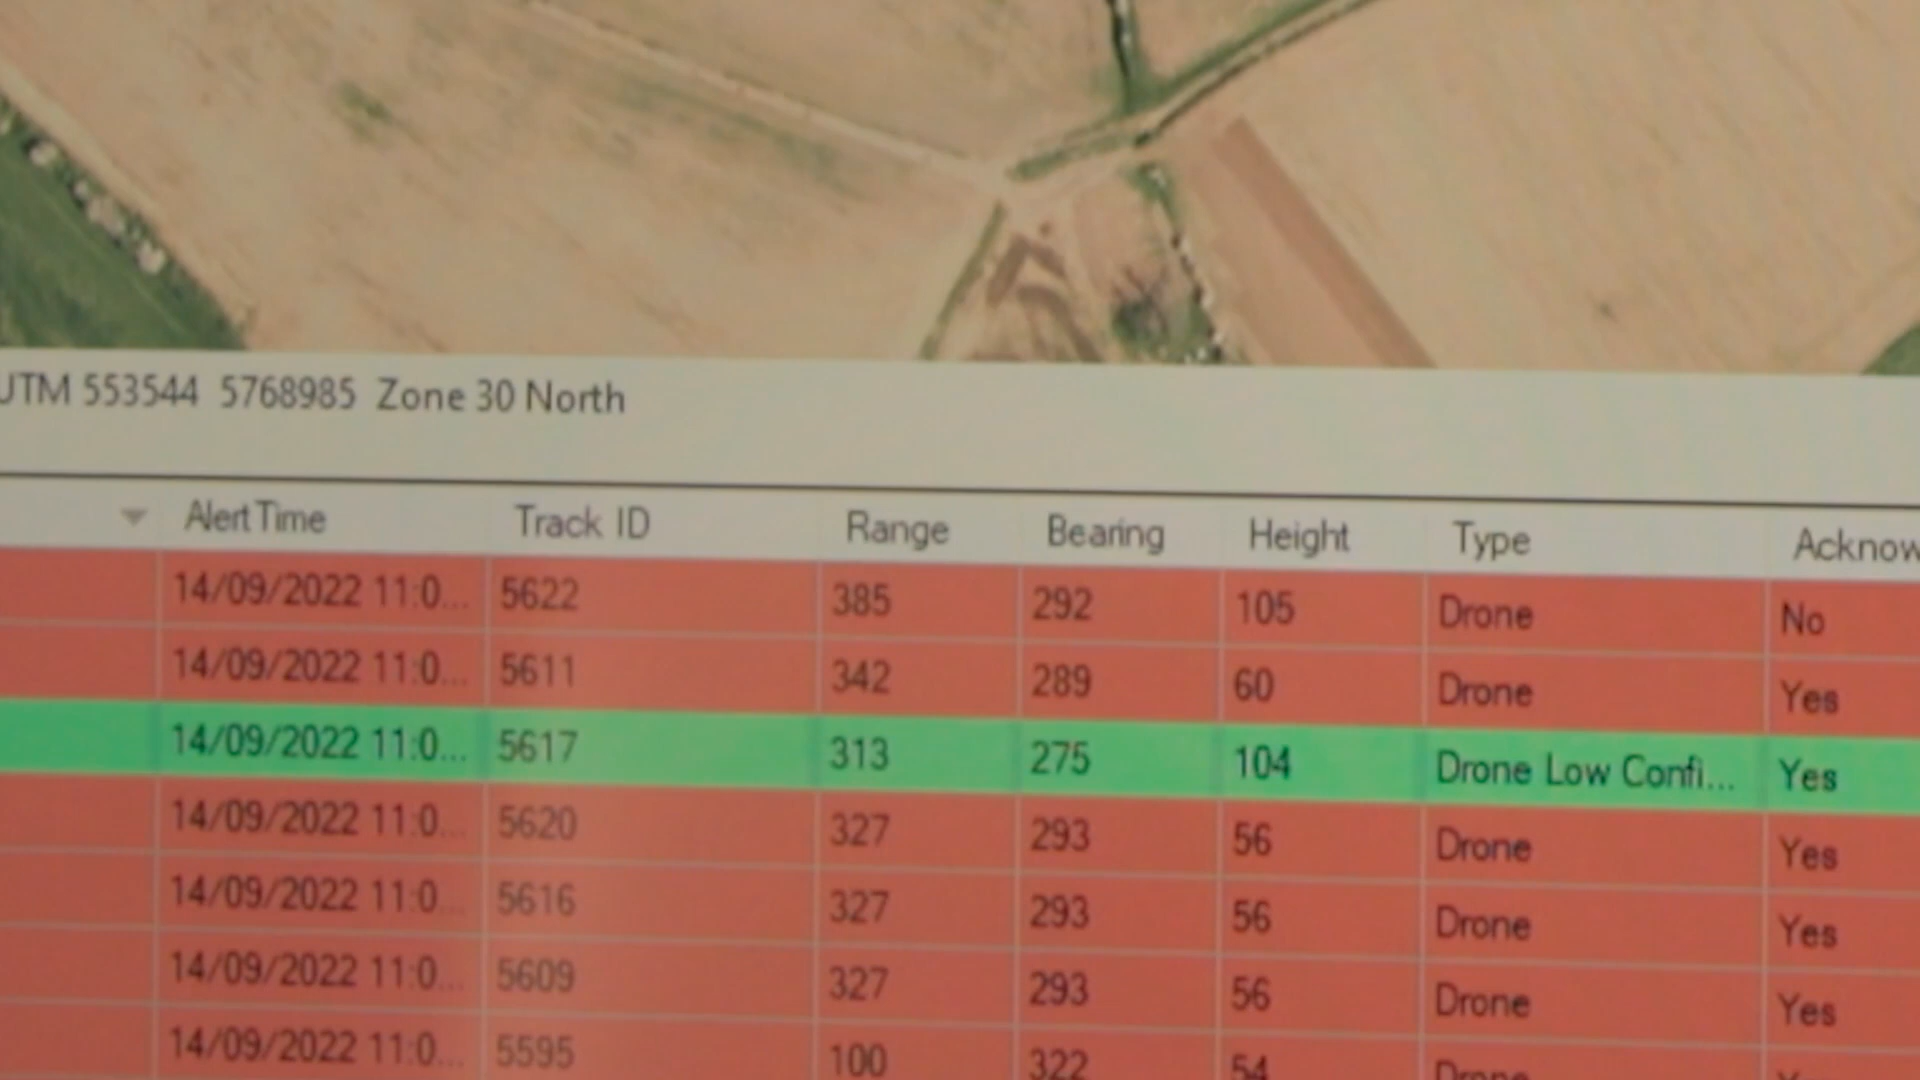 UTM 553544 5768985 Zone 30 North
Alert Time Track ID Range Bearing Height Type Acknow
14/09/2022 11:0... 5622 385 292 105 Drone No
14/09/2022 11:0... 5611 342 289 60 Drone Yes
14/09/2022 11:0... 5617 313 275 104 Drone Low Confi... Yes
14/09/2022 11:0... 5620 327 293 56 Drone Yes
14/09/2022 11:0... 5616 327 293 56 Drone Yes
14/09/2022 11:0... 5609 327 293 56 Drone Yes
14/09/2022 11:0... 5595 100 322 54 Drone